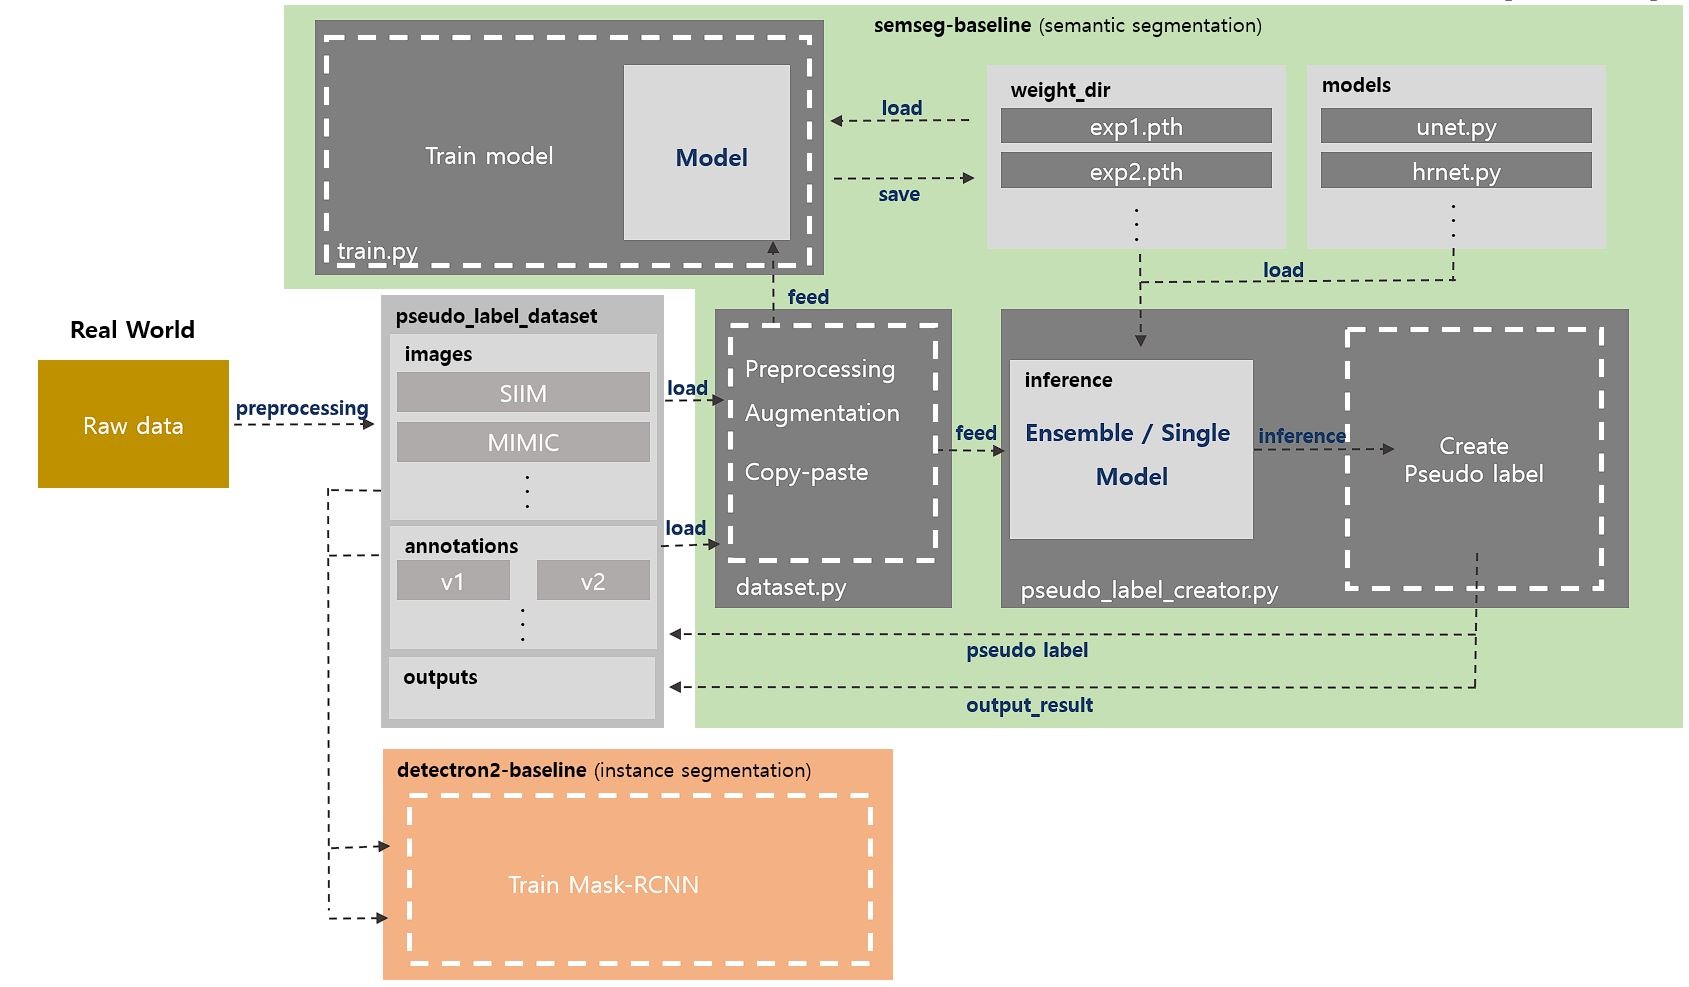 semseg-baseline (semantic segmentation)
Train model
Model
train.py
load
save
weight_dir
exp1.pth
exp2.pth
models
unet.py
hrnet.py
load
feed
Real World
Raw data
preprocessing
pseudo_label_dataset
images
SIIM
MIMIC
annotations
v1 v2
outputs
load
load
Preprocessing
Augmentation
Copy-paste
dataset.py
feed
inference
Ensemble / Single
Model
inference
Create
Pseudo label
pseudo_label_creator.py
pseudo label
output_result
detectron2-baseline (instance segmentation)
Train Mask-RCNN